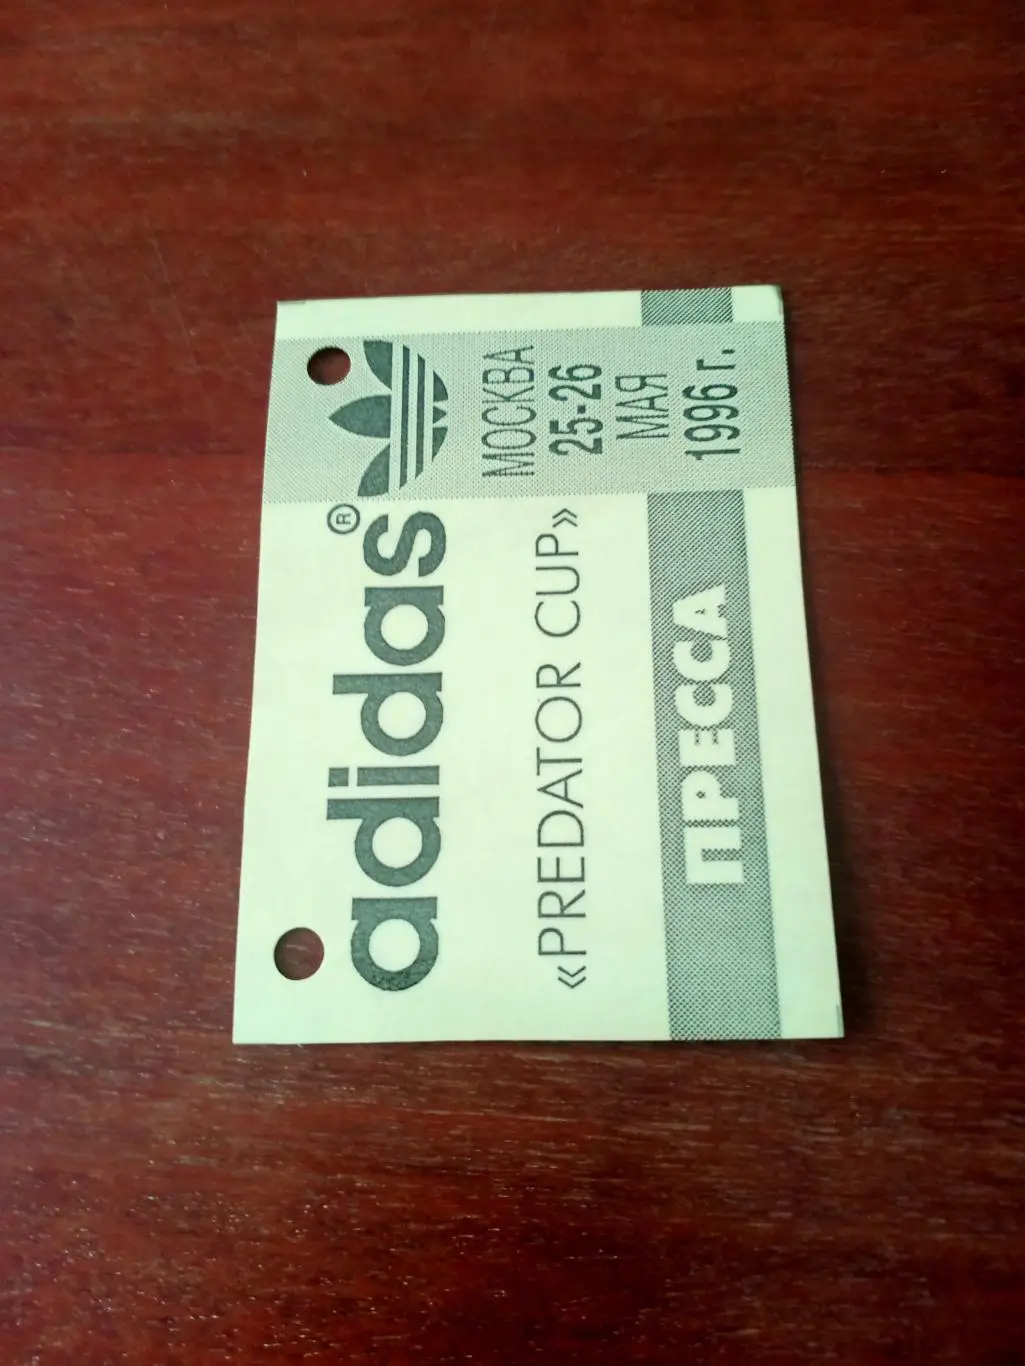 adidas®
«PREDATOR CUP»
ПРЕССА
МОСКВА
25-26
МАЯ
1996 г.